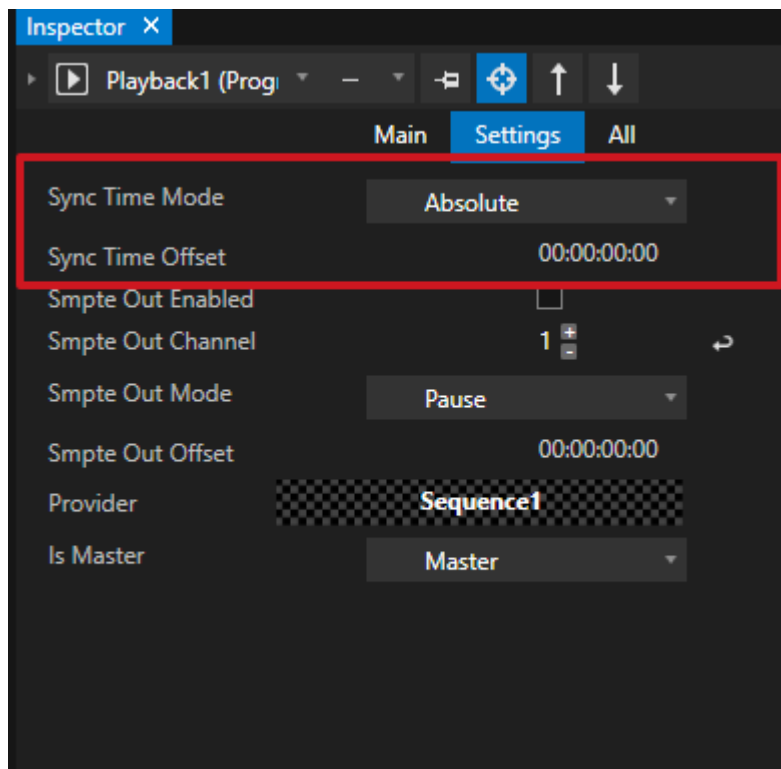 Inspector ×
Playback1 (Prog –
Main Settings All
Sync Time Mode Absolute
Sync Time Offset 00:00:00:00
Smpte Out Enabled
Smpte Out Channel 1 + -
Smpte Out Mode Pause
Smpte Out Offset 00:00:00:00
Provider Sequence1
Is Master Master